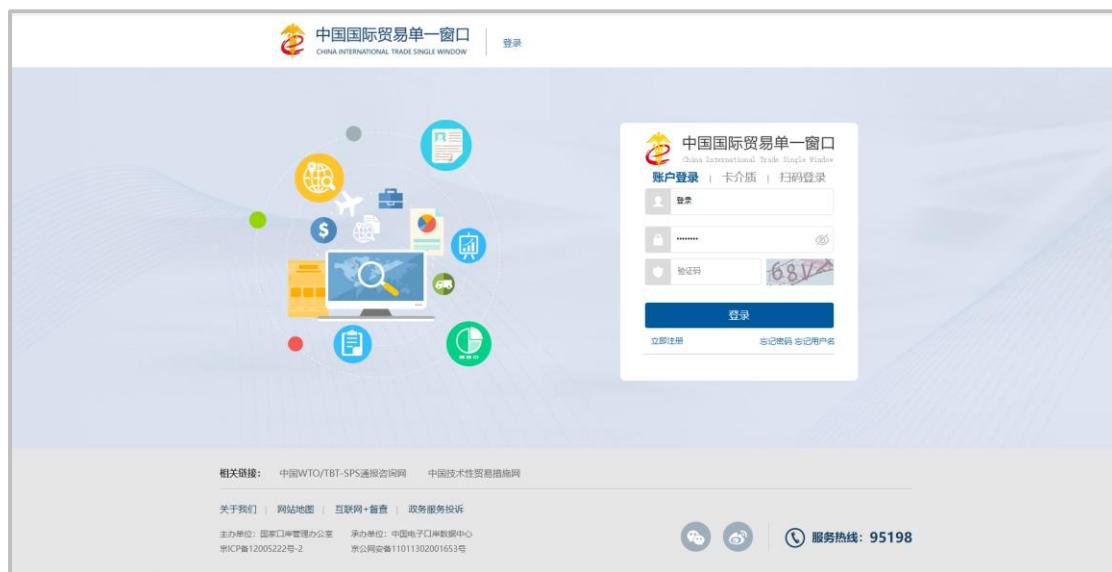 中国国际贸易单一窗口
CHINA INTERNATIONAL TRADE SINGLE WINDOW
登录
中国国际贸易单一窗口
China International Trade Single Window
账户登录 | 卡介质 | 扫码登录
登录
••••••••
验证码
68V
登录
立即注册 忘记密码 忘记用户名
相关链接： 中国WTO/TBT-SPS通报咨询网 中国技术性贸易措施网
关于我们 | 网站地图 | 互联网+督查 | 政务服务投诉
主办单位：国家口岸管理办公室 承办单位：中国电子口岸数据中心
京ICP备12005222号-2 京公网安备11011302001653号
服务热线：95198